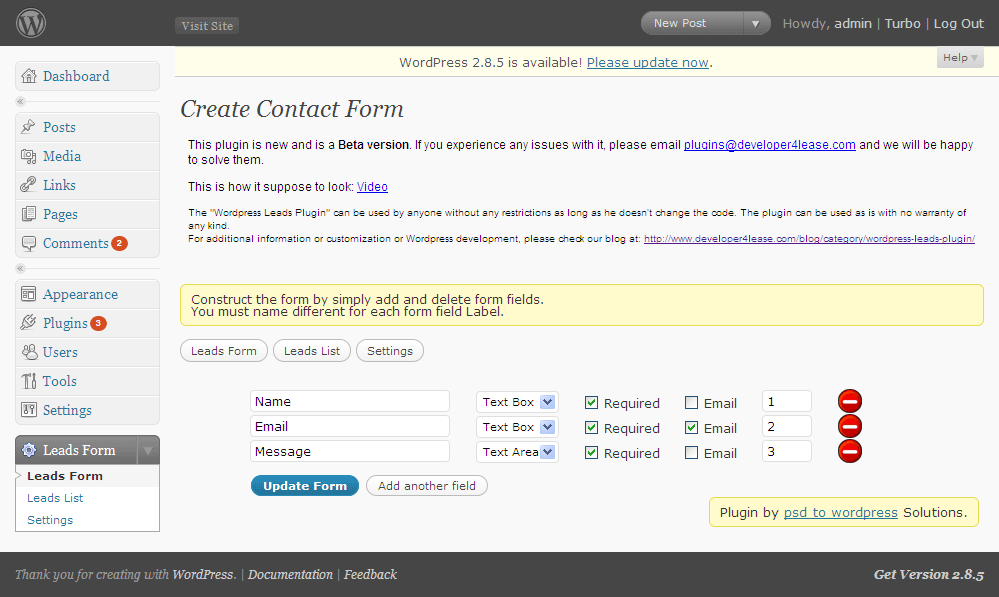 Visit Site
New Post
Howdy, admin | Turbo | Log Out
WordPress 2.8.5 is available! Please update now.
Help
Dashboard
Posts
Media
Links
Pages
Comments 2
Appearance
Plugins 3
Users
Tools
Settings
Leads Form
Leads Form
Leads List
Settings
Create Contact Form
This plugin is new and is a Beta version. If you experience any issues with it, please email plugins@developer4lease.com and we will be happy
to solve them.
This is how it suppose to look: Video
The "Wordpress Leads Plugin" can be used by anyone without any restrictions as long as he doesn't change the code. The plugin can be used as is with no warranty of
any kind.
For additional information or customization or Wordpress development, please check our blog at: http://www.developer4lease.com/blog/category/wordpress-leads-plugin/
Construct the form by simply add and delete form fields.
You must name different for each form field Label.
Leads Form Leads List Settings
Name Text Box Required Email 1
Email Text Box Required Email 2
Message Text Area Required Email 3
Update Form Add another field
Plugin by psd to wordpress Solutions.
Thank you for creating with WordPress. | Documentation | Feedback
Get Version 2.8.5